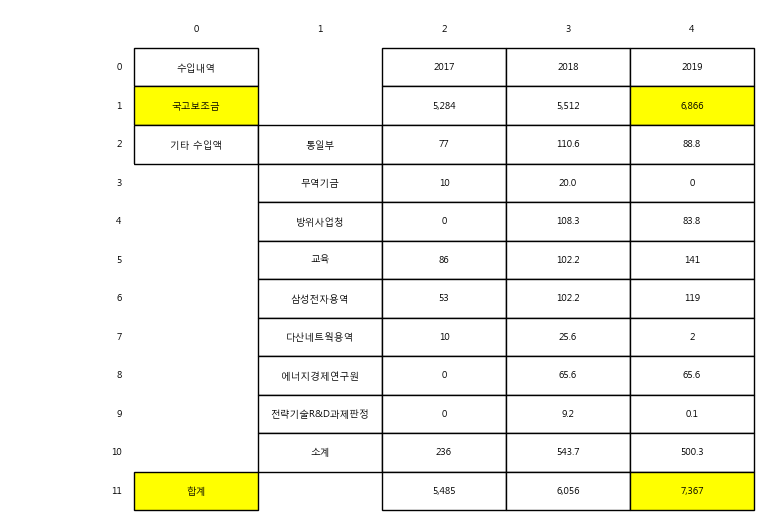 0 1 2 3 4
0 수입내역 2017 2018 2019
1 국고보조금 5,284 5,512 6,866
2 기타 수입액 통일부 77 110.6 88.8
3 무역기금 10 20.0 0
4 방위사업청 0 108.3 83.8
5 교육 86 102.2 141
6 삼성전자용역 53 102.2 119
7 다산네트웍용역 10 25.6 2
8 에너지경제연구원 0 65.6 65.6
9 전략기술R&D과제판정 0 9.2 0.1
10 소계 236 543.7 500.3
11 합계 5,485 6,056 7,367